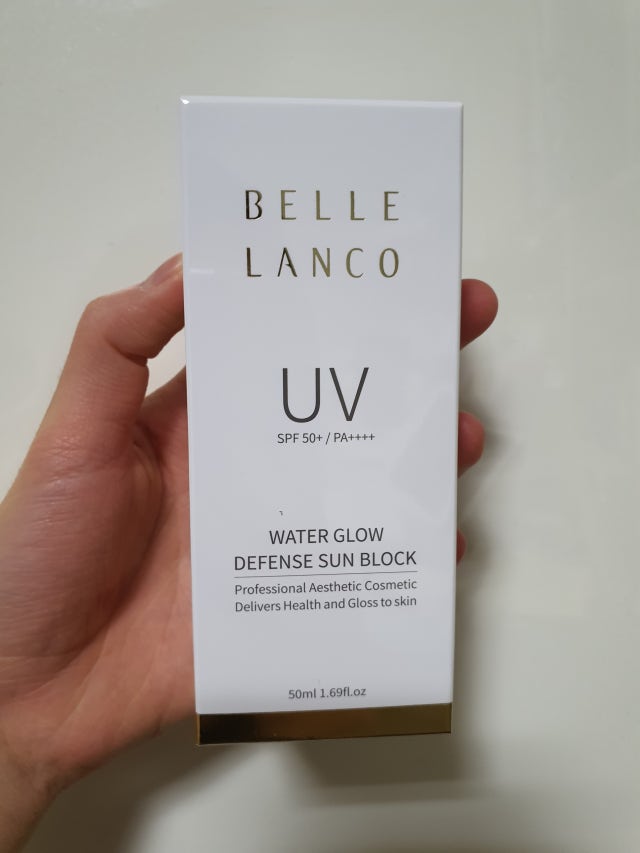 BELLE
LANCO
UV
SPF 50+ / PA++++
WATER GLOW
DEFENSE SUN BLOCK
Professional Aesthetic Cosmetic
Delivers Health and Gloss to skin
50ml 1.69fl.oz